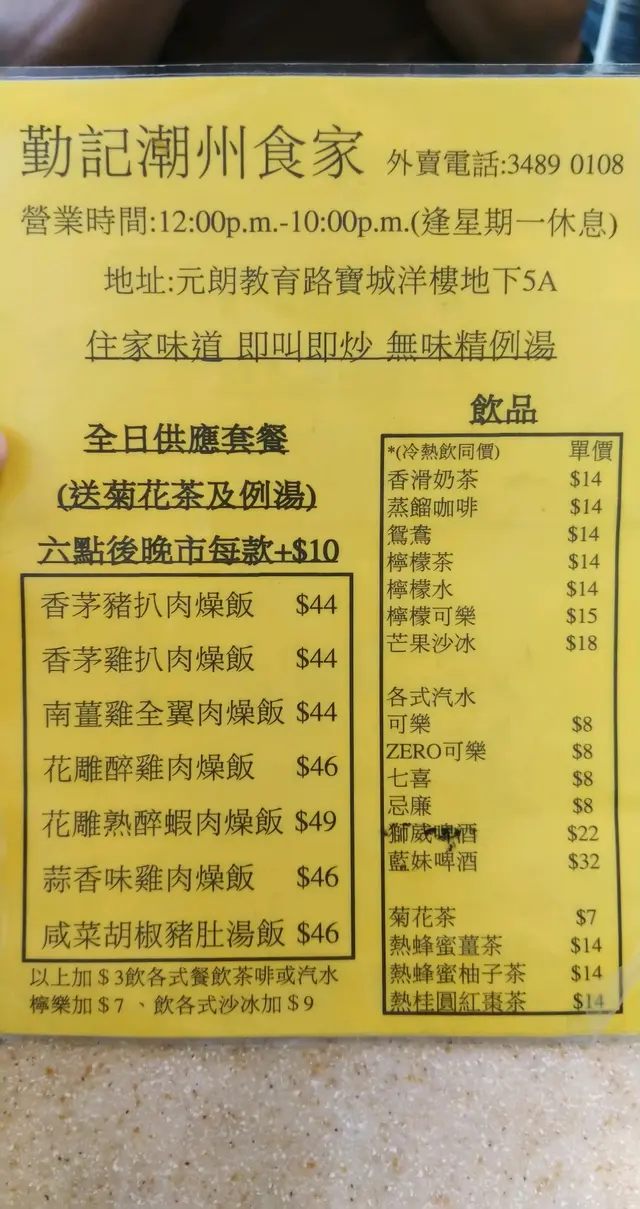 勤記潮州食家 外賣電話:3489 0108
營業時間:12:00p.m.-10:00p.m.(逢星期一休息)
地址:元朗教育路寶城洋樓地下5A
住家味道 即叫即炒 無味精例湯
全日供應套餐
(送菊花茶及例湯)
六點後晚市每款+$10
香茅豬扒肉燥飯 $44
香茅雞扒肉燥飯 $44
南薑雞全翼肉燥飯 $44
花雕醉雞肉燥飯 $46
花雕熟醉蝦肉燥飯 $49
蒜香味雞肉燥飯 $46
咸菜胡椒豬肚湯飯 $46
以上加＄3飲各式餐飲茶啡或汽水
檸樂加＄7、飲各式沙冰加＄9
飲品
*(冷熱飲同價) 單價
香滑奶茶 $14
蒸餾咖啡 $14
鴛鴦 $14
檸檬茶 $14
檸檬水 $14
檸檬可樂 $15
芒果沙冰 $18
各式汽水
可樂 $8
ZERO可樂 $8
七喜 $8
忌廉 $8
獅威啤酒 $22
藍妹啤酒 $32
菊花茶 $7
熱蜂蜜薑茶 $14
熱蜂蜜柚子茶 $14
熱桂圓紅棗茶 $14